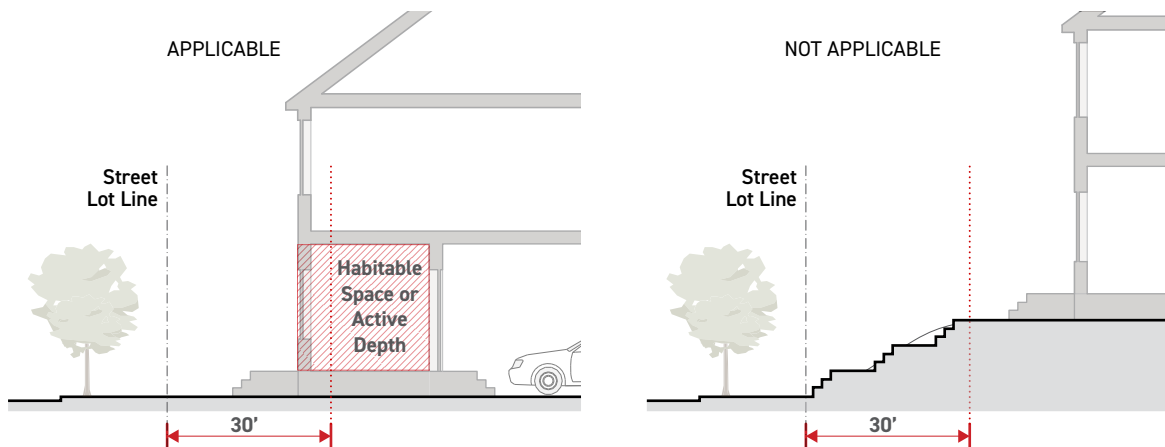 APPLICABLE
Street
Lot Line
Habitable
Space or
Active
Depth
30’
NOT APPLICABLE
Street
Lot Line
30’